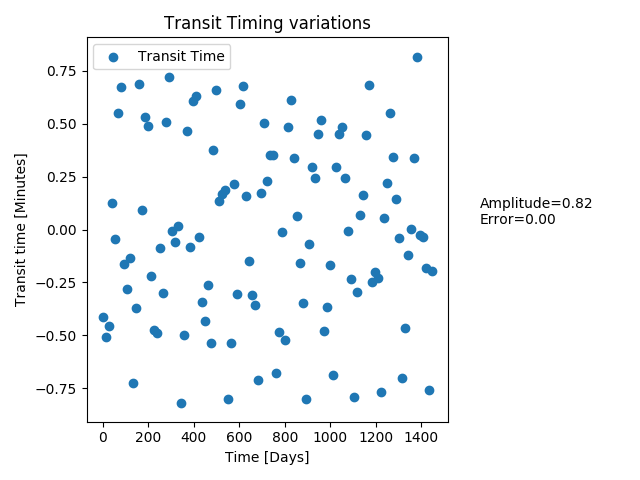 Transit Timing variations
Transit Time
Transit time [Minutes]
0.75
0.50
0.25
0.00
−0.25
−0.50
−0.75
0 200 400 600 800 1000 1200 1400
Time [Days]
Amplitude=0.82
Error=0.00